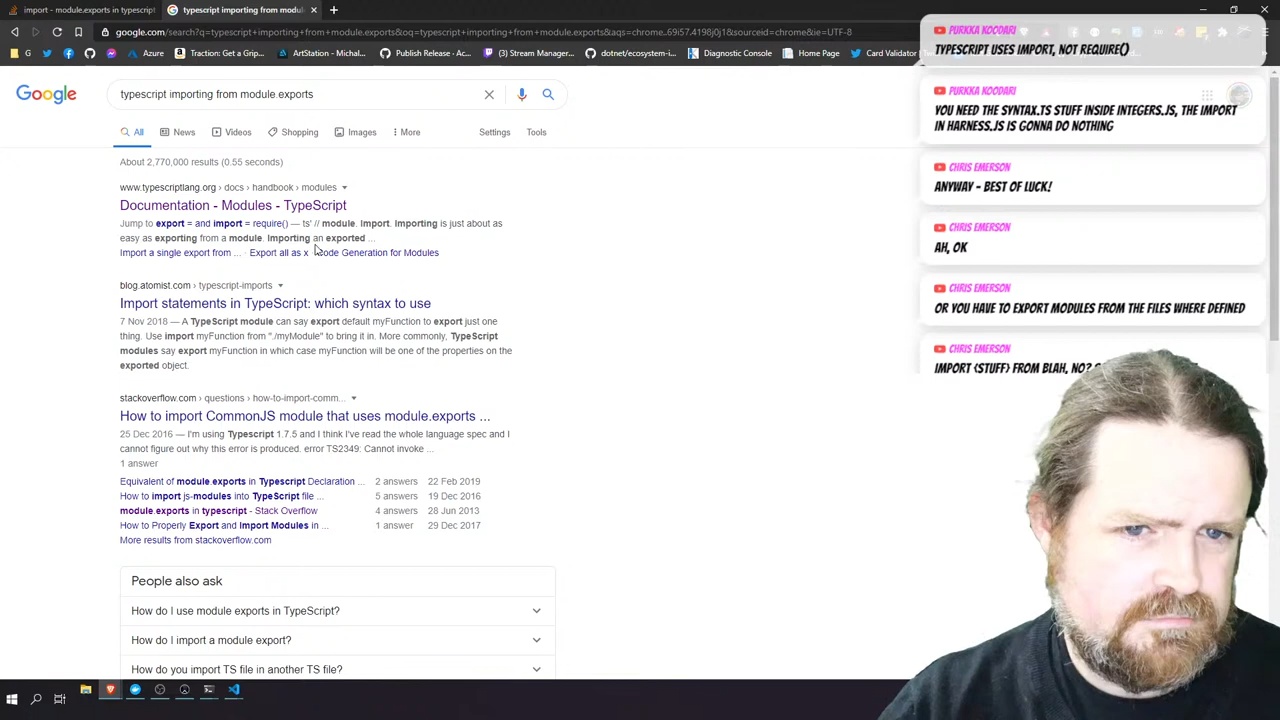 import - module.exports in typescript
typescript importing from modul
google.com/search?q=typescript+importing+from+module.exports&oq=typescript+importing+from+module.exports&aqs=chrome..69i57.4198j0j1&sourceid=chrome&ie=UTF-8
G
Azure
Traction: Get a Grip...
ArtStation - Michal...
Publish Release - Ac...
(3) Stream Manager...
dotnet/ecosystem-i...
Diagnostic Console
Home Page
Card Validator
Google
typescript importing from module.exports
All
News
Videos
Shopping
Images
More
Settings
Tools
About 2,770,000 results (0.55 seconds)
www.typescriptlang.org › docs › handbook › modules
Documentation - Modules - TypeScript
Jump to export = and import = require() — ts' // module. Import. Importing is just about as
easy as exporting from a module. Importing an exported ...
Import a single export from ... · Export all as x · Code Generation for Modules
blog.atomist.com › typescript-imports
Import statements in TypeScript: which syntax to use
7 Nov 2018 — A TypeScript module can say export default myFunction to export just one
thing. Use import myFunction from "./myModule" to bring it in. More commonly, TypeScript
modules say export myFunction in which case myFunction will be one of the properties on the
exported object.
stackoverflow.com › questions › how-to-import-comm...
How to import CommonJS module that uses module.exports ...
25 Dec 2016 — I'm using Typescript 1.7.5 and I think I've read the whole language spec and I
cannot figure out why this error is produced. error TS2349: Cannot invoke ...
1 answer
Equivalent of module.exports in Typescript Declaration ... 2 answers 22 Feb 2019
How to import js-modules into TypeScript file ... 5 answers 19 Dec 2016
module.exports in typescript - Stack Overflow 4 answers 28 Jun 2013
How to Properly Export and Import Modules in ... 1 answer 29 Dec 2017
More results from stackoverflow.com
People also ask
How do I use module exports in TypeScript?
How do I import a module export?
How do you import TS file in another TS file?
PURKKA KOODARI
TYPESCRIPT USES IMPORT, NOT REQUIRE()
PURKKA KOODARI
YOU NEED THE SYNTAX.TS STUFF INSIDE INTEGERS.JS, THE IMPORT
IN HARNESS.JS IS GONNA DO NOTHING
CHRIS EMERSON
ANYWAY - BEST OF LUCK!
CHRIS EMERSON
AH, OK
CHRIS EMERSON
OR YOU HAVE TO EXPORT MODULES FROM THE FILES WHERE DEFINED
CHRIS EMERSON
IMPORT {STUFF} FROM BLAH, NO?